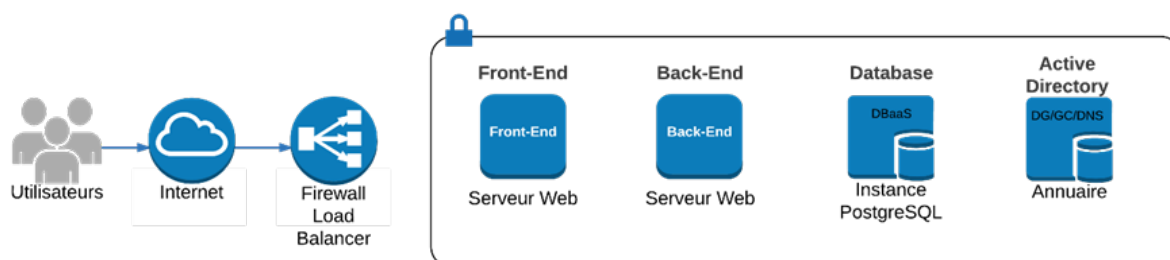 Utilisateurs
Internet
Firewall
Load
Balancer
Front-End
Front-End
Serveur Web
Back-End
Back-End
Serveur Web
Database
DBaaS
Instance
PostgreSQL
Active
Directory
DG/GC/DNS
Annuaire